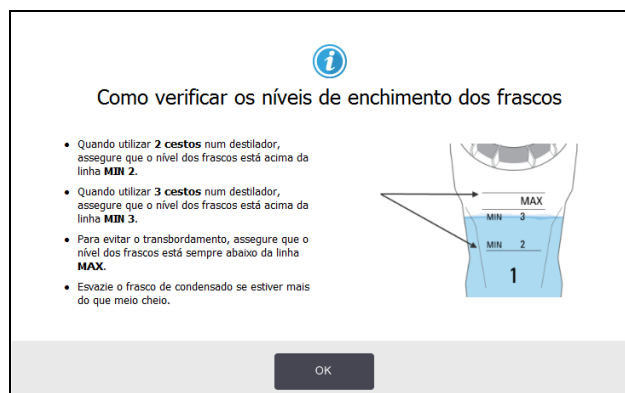 Como verificar os níveis de enchimento dos frascos
• Quando utilizar 2 cestos num destilador,
assegure que o nível dos frascos está acima da
linha MIN 2.
• Quando utilizar 3 cestos num destilador,
assegure que o nível dos frascos está acima da
linha MIN 3.
• Para evitar o transbordamento, assegure que o
nível dos frascos está sempre abaixo da linha
MAX.
• Esvazie o frasco de condensado se estiver mais
do que meio cheio.
MAX
MIN 3
MIN 2
1
OK